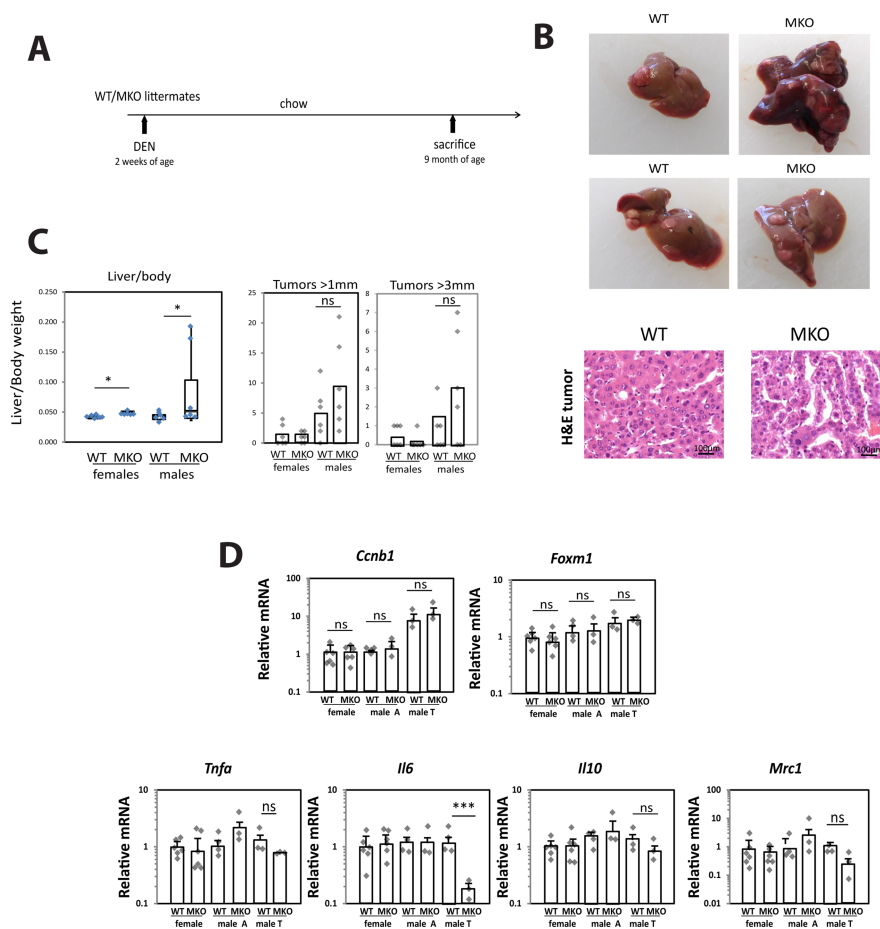 A
WT/MKO littermates
chow
DEN
2 weeks of age
sacrifice
9 month of age
B
WT
MKO
WT
MKO
WT
MKO
H&E tumor
100μm
100μm
C
Liver/body
Liver/Body weight
0.250
0.200
0.150
0.100
0.050
0.000
*
*
WT MKO WT MKO
females males
Tumors >1mm
25
20
15
10
5
0
ns
WT MKO WT MKO
females males
Tumors >3mm
8
7
6
5
4
3
2
1
0
ns
WT MKO WT MKO
females males
D
Ccnb1
Relative mRNA
100
10
1
0.1
ns
ns
ns
WT MKO WT MKO WT MKO
female male A male T
Foxm1
Relative mRNA
10
1
0.1
ns
ns
ns
WT MKO WT MKO WT MKO
female male A male T
Tnfa
Relative mRNA
10
1
0.1
ns
WT MKO WT MKO WT MKO
female male A male T
Il6
Relative mRNA
10
1
0.1
***
WT MKO WT MKO WT MKO
female male A male T
Il10
Relative mRNA
10
1
0.1
ns
WT MKO WT MKO WT MKO
female male A male T
Mrc1
Relative mRNA
100
10
1
0.1
0.01
ns
WT MKO WT MKO WT MKO
female male A male T